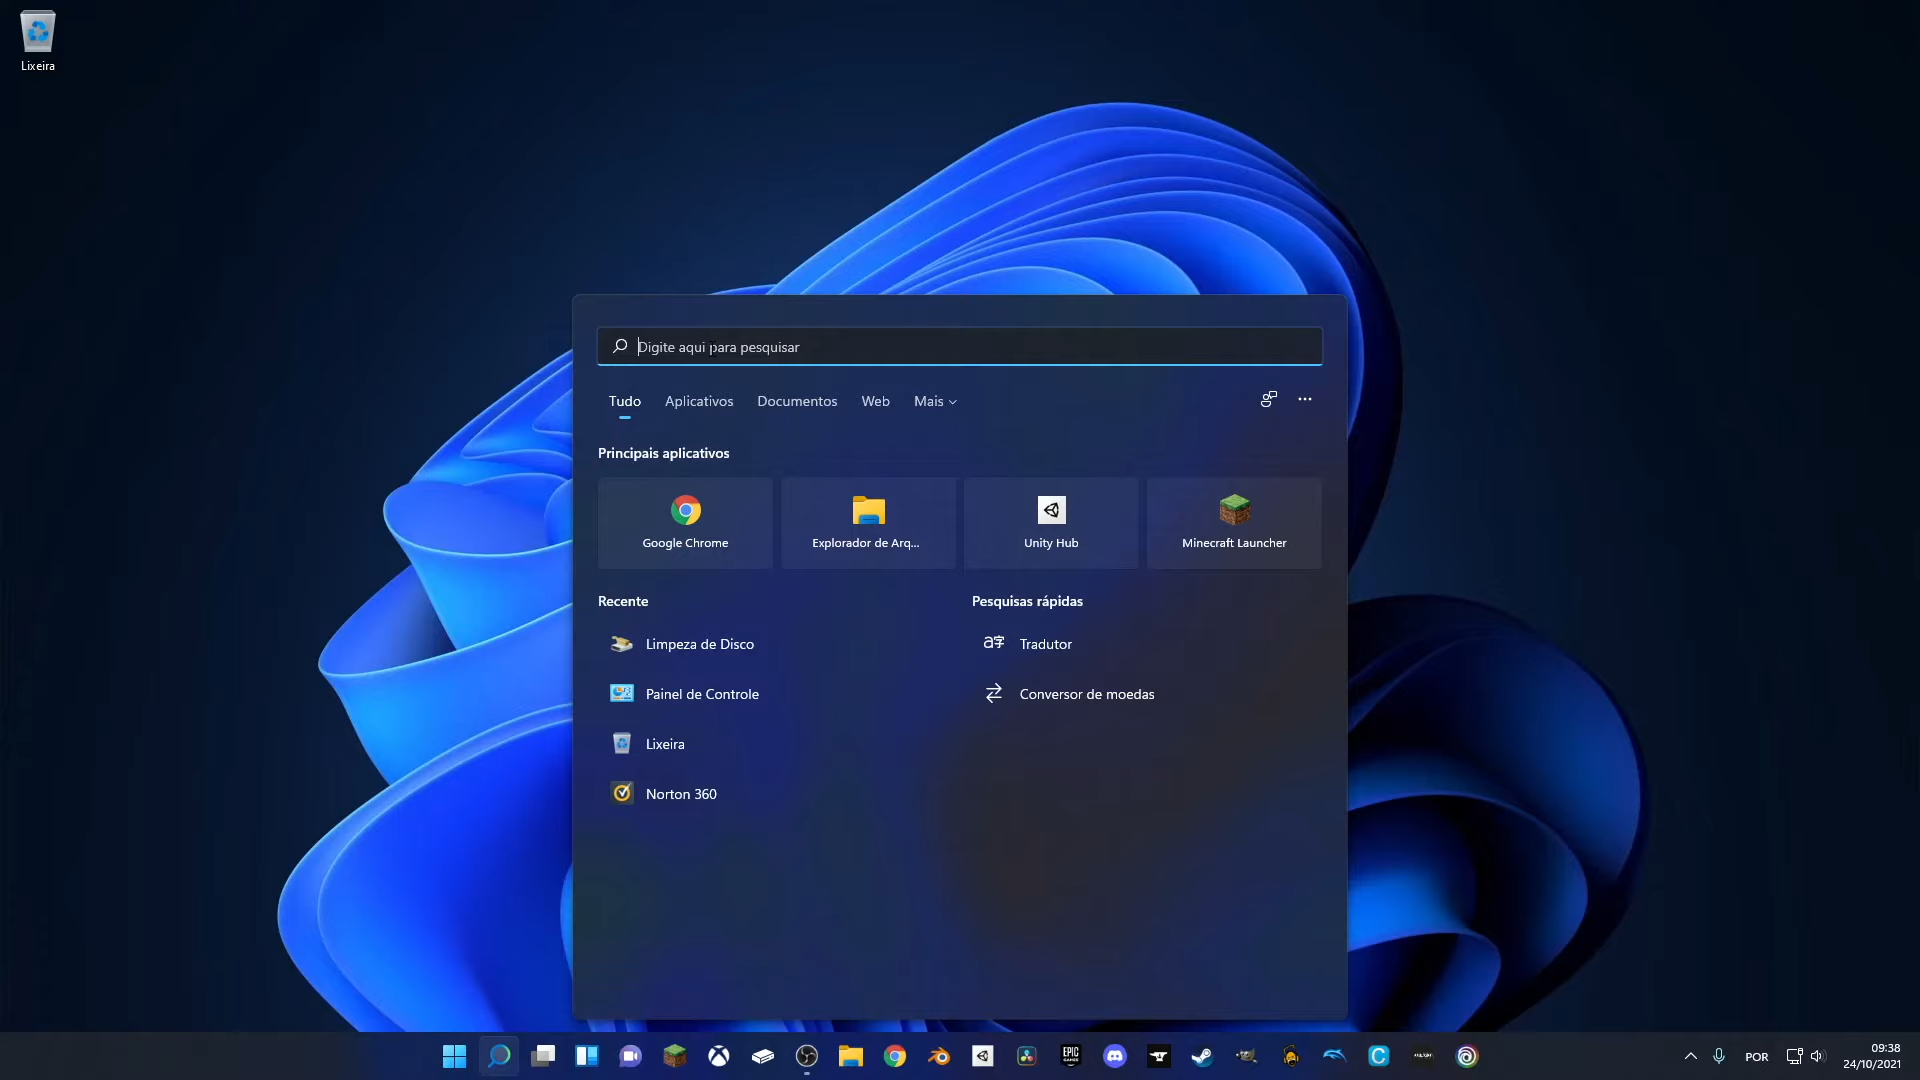 Lixeira
Digite aqui para pesquisar
Tudo Aplicativos Documentos Web Mais
Principais aplicativos
Google Chrome Explorador de Arq... Unity Hub Minecraft Launcher
Recente Pesquisas rápidas
Limpeza de Disco Tradutor
Painel de Controle Conversor de moedas
Lixeira
Norton 360
EPIC GAMES
POR 09:38
24/10/2021